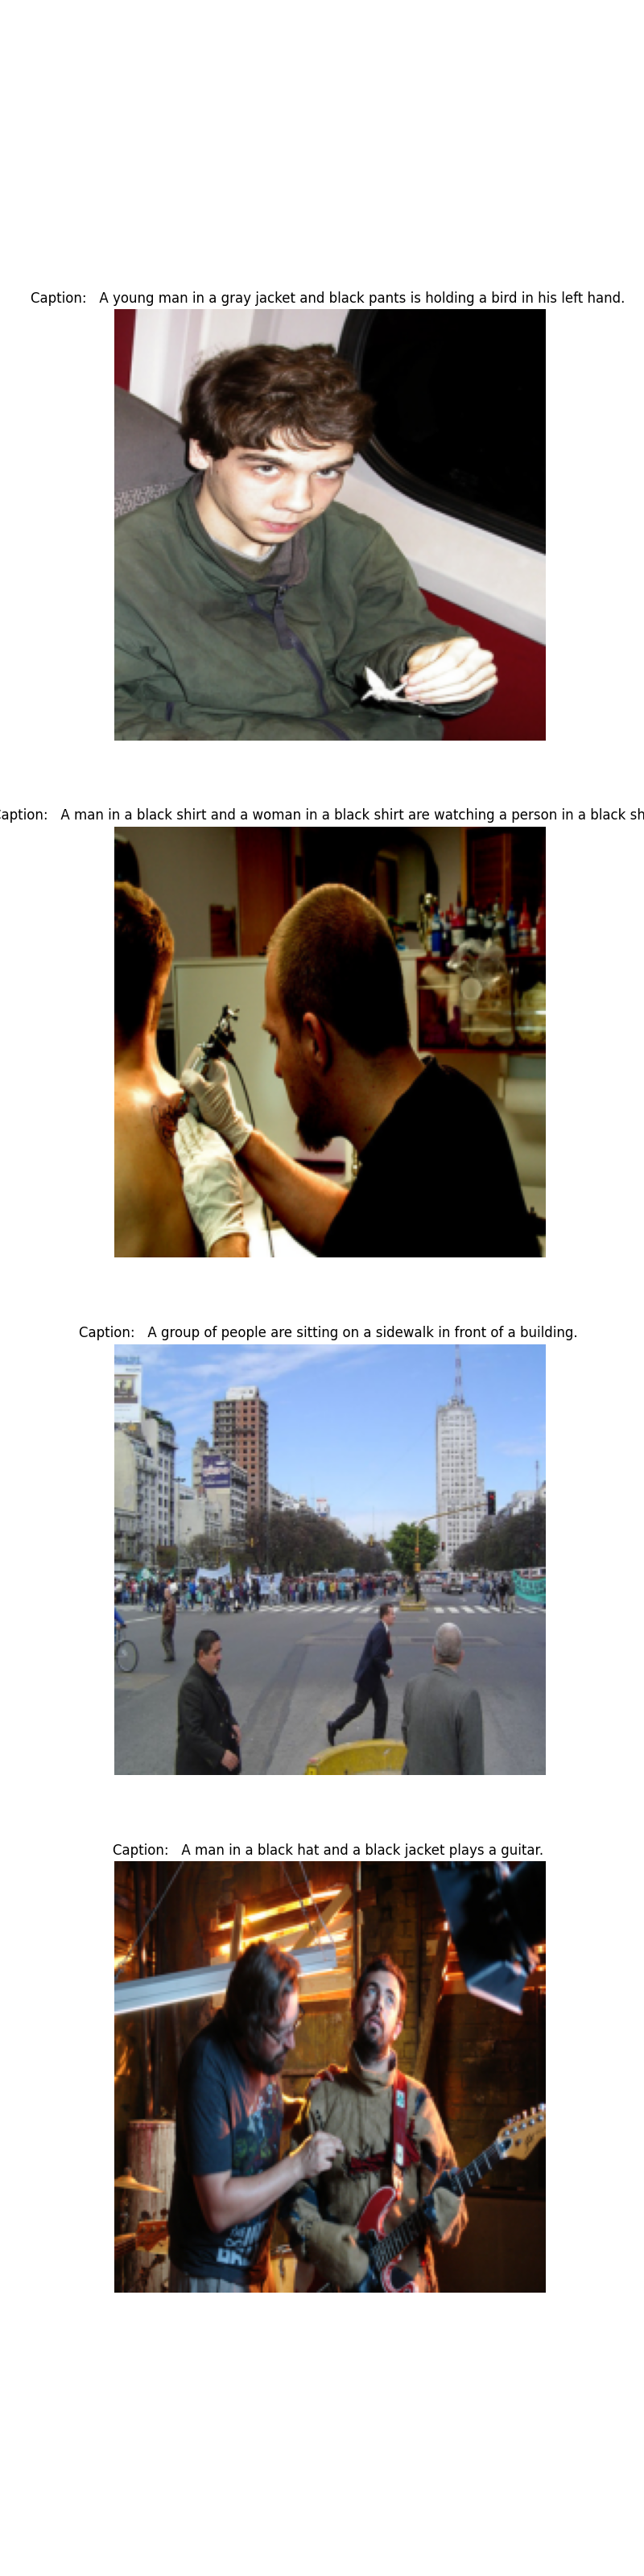 Caption:   A young man in a gray jacket and black pants is holding a bird in his left hand.
Caption:   A man in a black shirt and a woman in a black shirt are watching a person in a black sh
Caption:   A group of people are sitting on a sidewalk in front of a building.
Caption:   A man in a black hat and a black jacket plays a guitar.